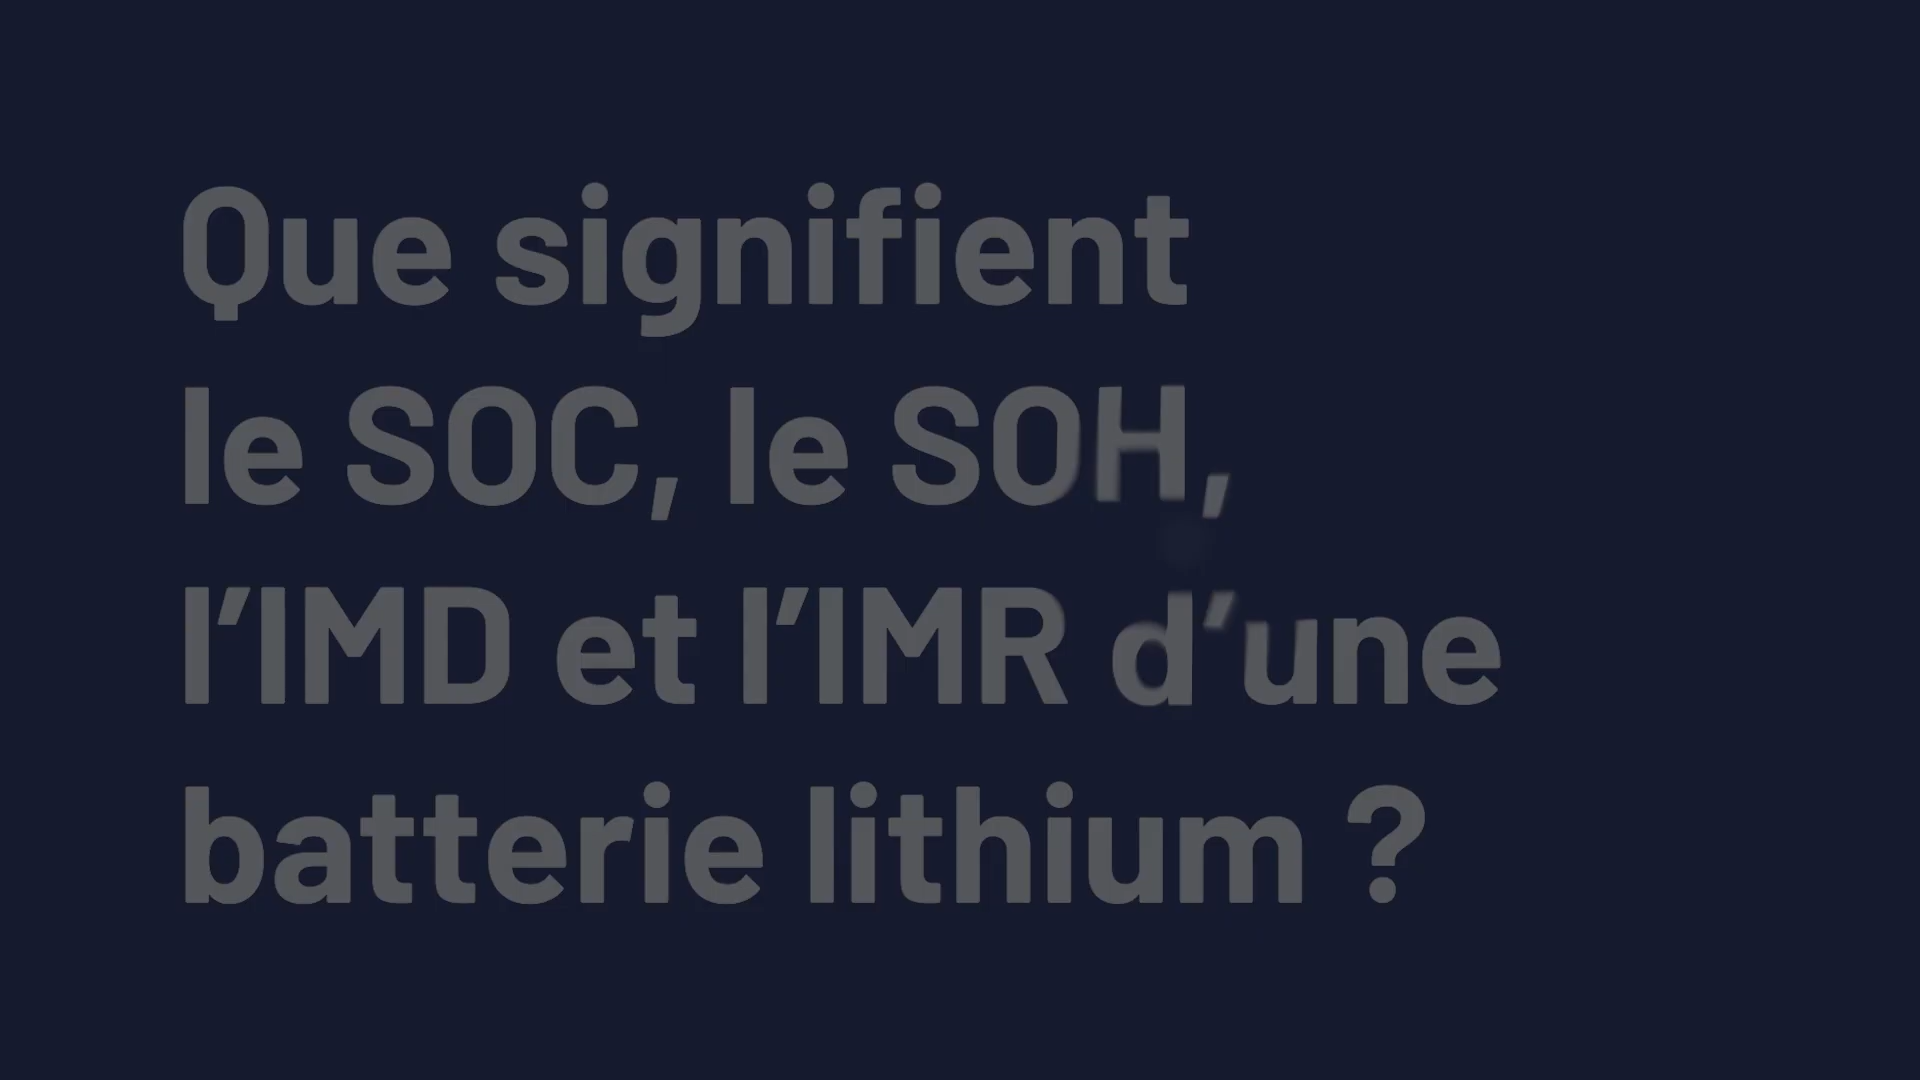 Que signifient
le SOC, le SOH,
l’IMD et l’IMR d’une
batterie lithium ?